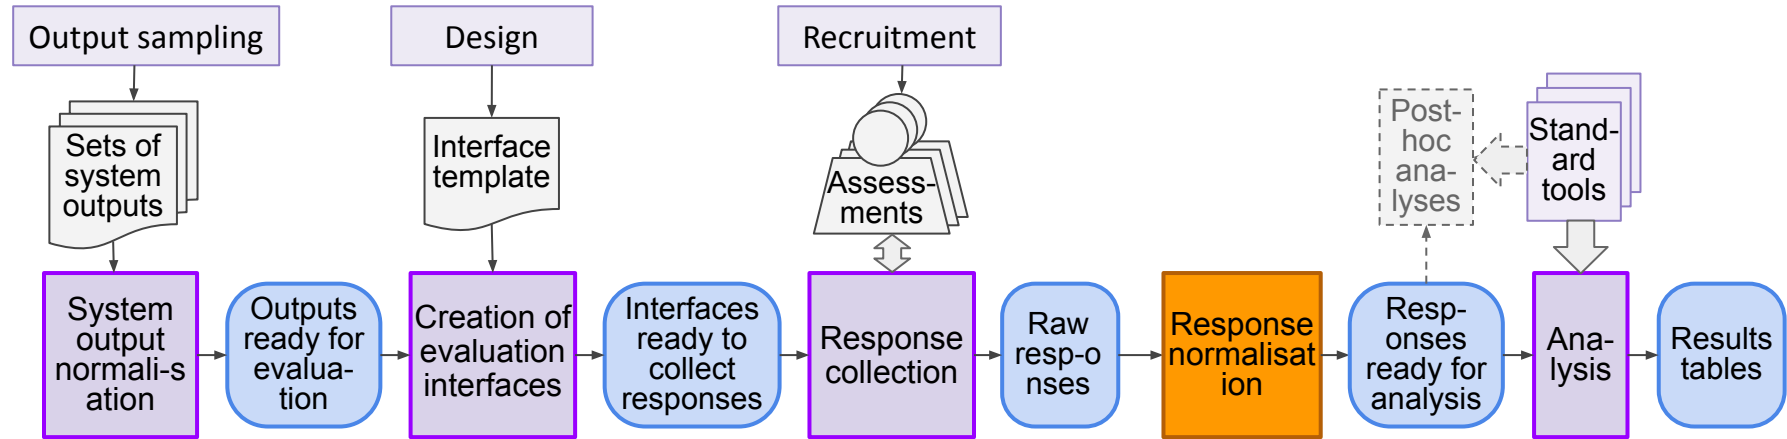 Output sampling
Design
Recruitment
Sets of
system
outputs
Interface
template
Assess-
ments
Post-
hoc
ana-
lyses
Stand-
ard
tools
System
output
normali-s
ation
Outputs
ready for
evalua-
tion
Creation of
evaluation
interfaces
Interfaces
ready to
collect
responses
Response
collection
Raw
resp-o
nses
Response
normalisat
ion
Resp-
onses
ready for
analysis
Ana-
lysis
Results
tables